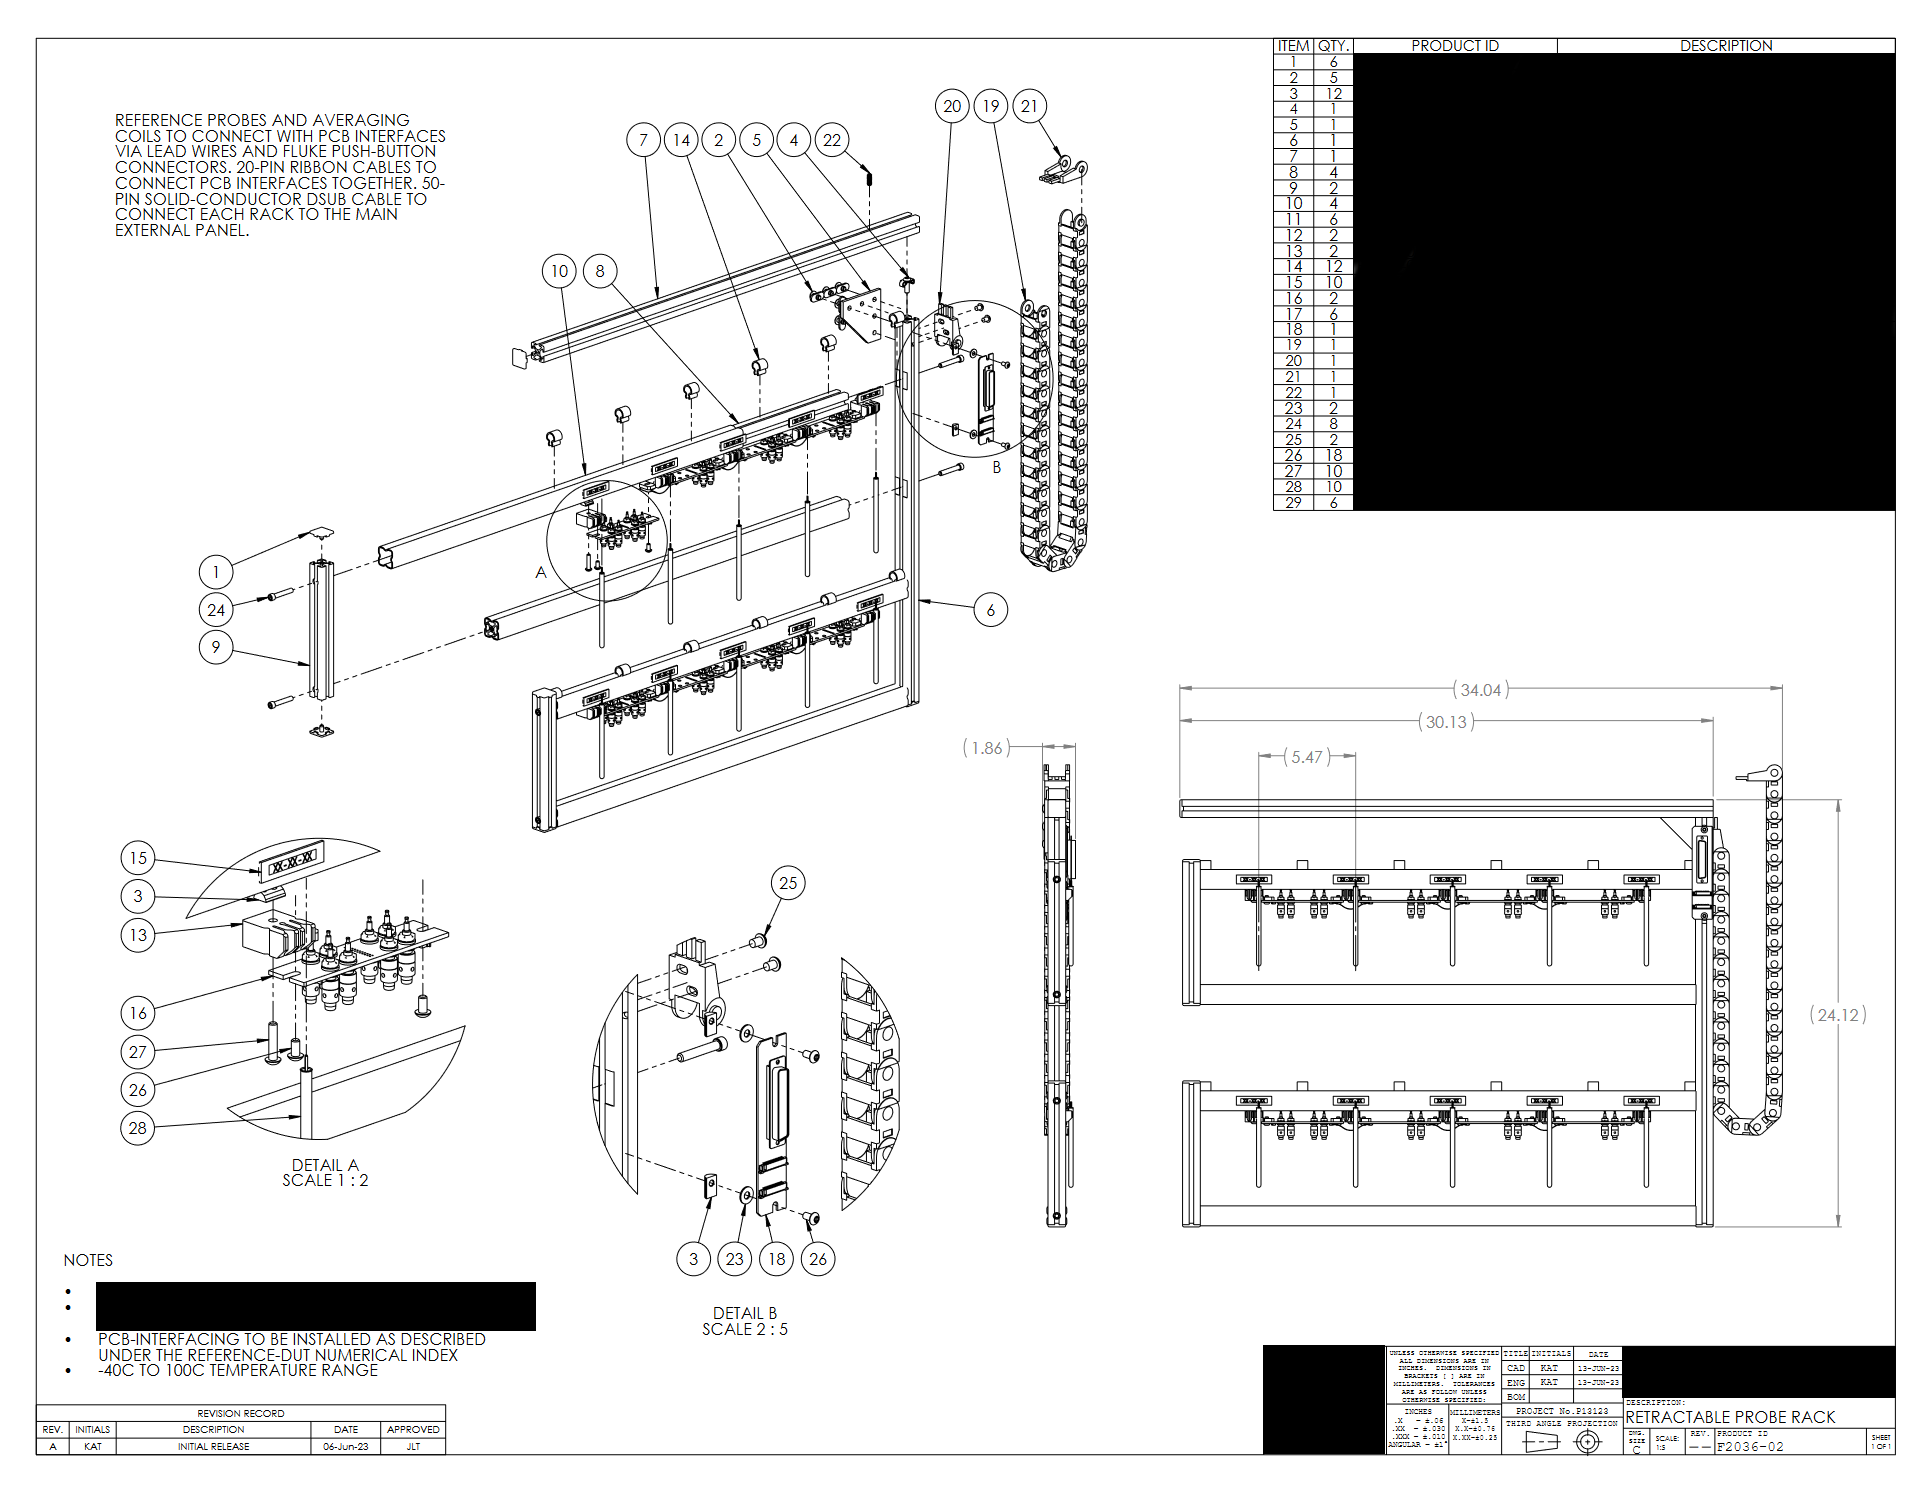 ITEM QTY. PRODUCT ID DESCRIPTION
1 6
2 5
3 12
4 1
5 1
6 1
7 1
8 4
9 2
10 4
11 6
12 2
13 2
14 12
15 10
16 2
17 6
18 1
19 1
20 1
21 1
22 1
23 2
24 8
25 2
26 18
27 10
28 10
29 6
REFERENCE PROBES AND AVERAGING
COILS TO CONNECT WITH PCB INTERFACES
VIA LEAD WIRES AND FLUKE PUSH-BUTTON
CONNECTORS. 20-PIN RIBBON CABLES TO
CONNECT PCB INTERFACES TOGETHER. 50-
PIN SOLID-CONDUCTOR DSUB CABLE TO
CONNECT EACH RACK TO THE MAIN
EXTERNAL PANEL.
20 19 21
7 14 2 5 4 22
10 8
B
A
1
24
9
6
(34.04)
(30.13)
(5.47)
(1.86)
(24.12)
15
3
13
16
27
26
28
XX-XX-XX
DETAIL A
SCALE 1 : 2
25
3 23 18 26
DETAIL B
SCALE 2 : 5
NOTES
•
•
• PCB-INTERFACING TO BE INSTALLED AS DESCRIBED
UNDER THE REFERENCE-DUT NUMERICAL INDEX
• -40C TO 100C TEMPERATURE RANGE
REVISION RECORD
REV. INITIALS DESCRIPTION DATE APPROVED
A KAT INITIAL RELEASE 06-Jun-23 JLT
UNLESS OTHERWISE SPECIFIED
ALL DIMENSIONS ARE IN
INCHES. DIMENSIONS IN
BRACKETS [ ] ARE IN
MILLIMETERS. TOLERANCES
ARE AS FOLLOW UNLESS
OTHERWISE SPECIFIED:
INCHES MILLIMETERS
.X - ±.06 X-±1.5
.XX - ±.030 X.X-±0.76
.XXX - ±.010 X.XX-±0.25
ANGULAR - ±1°
TITLE INITIALS DATE
CAD KAT 13-JUN-23
ENG KAT 13-JUN-23
BOM
PROJECT No.P13123
THIRD ANGLE PROJECTION
DESCRIPTION:
RETRACTABLE PROBE RACK
DWG. SIZE C
SCALE: 1:5
REV. --
PRODUCT ID
F2036-02
SHEET
1 OF 1